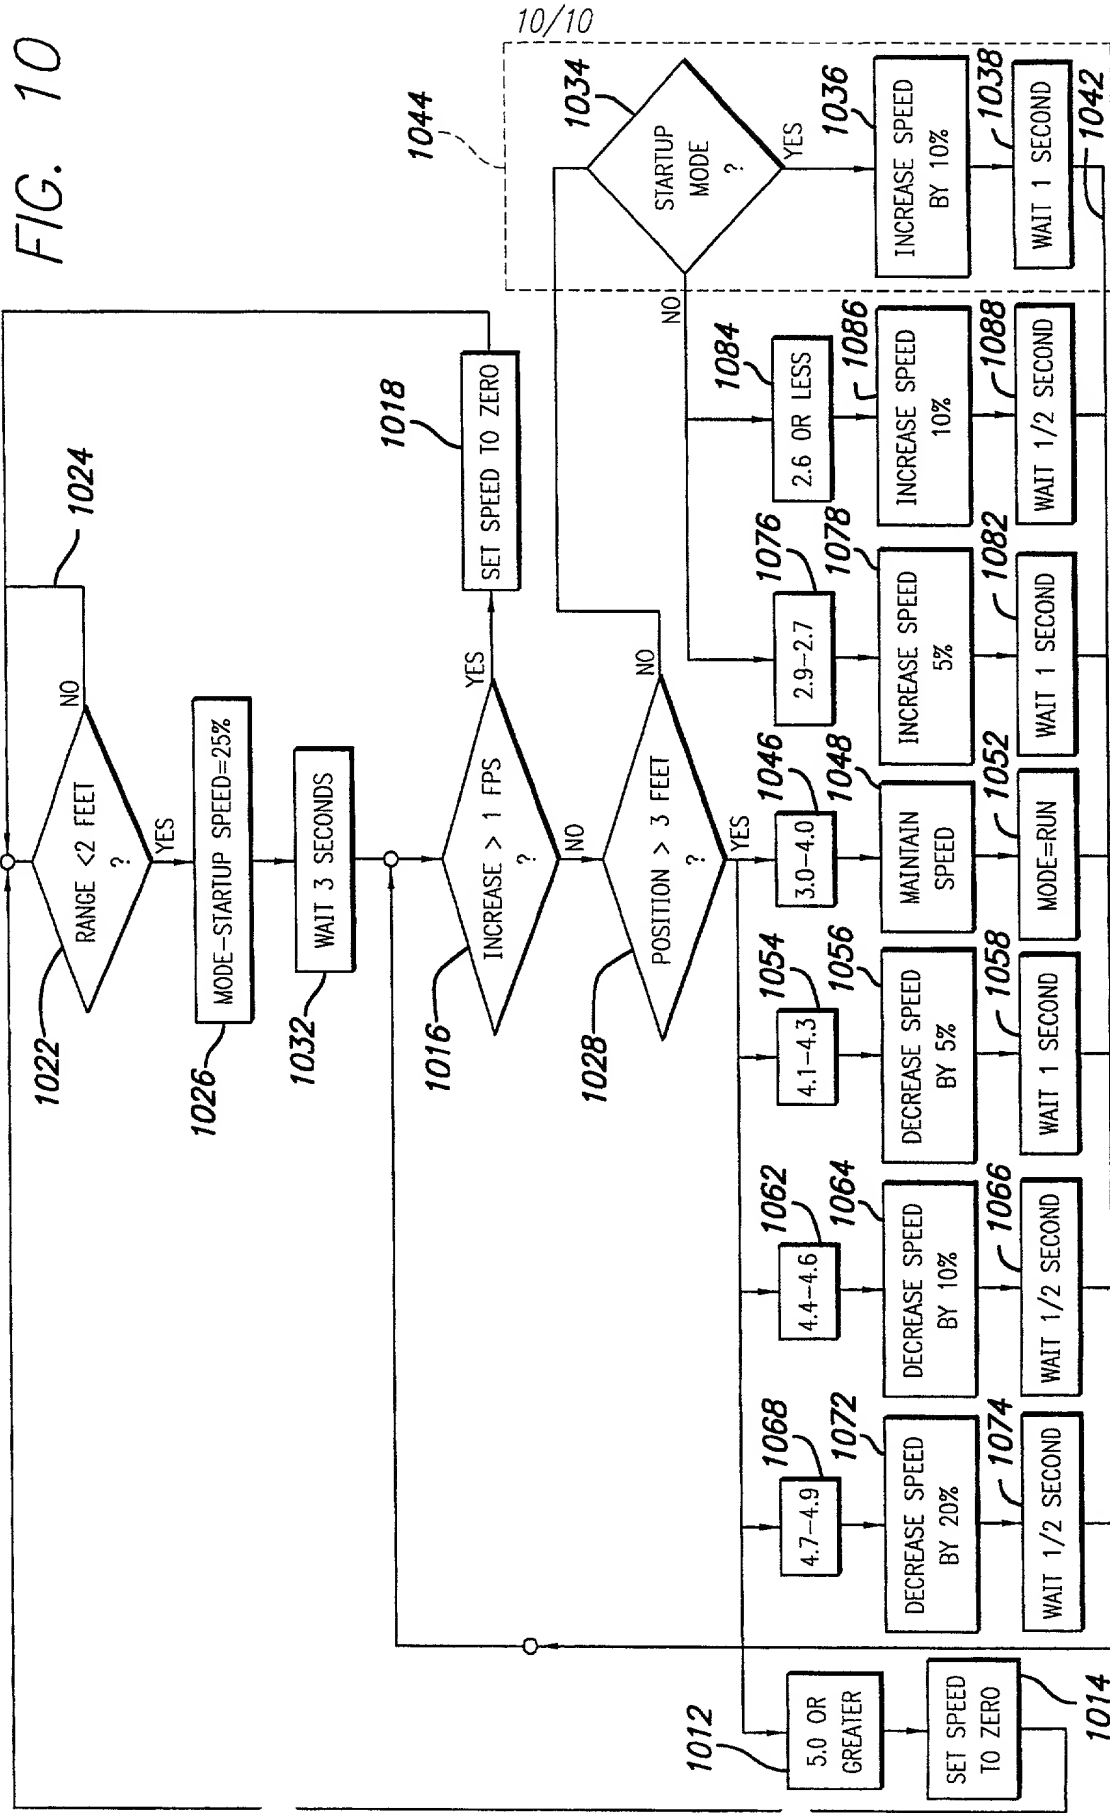 10/10
FIG. 10
1022
RANGE <2 FEET
?
NO
1024
YES
1026
MODE-STARTUP SPEED=25%
1032
WAIT 3 SECONDS
1016
INCREASE > 1 FPS
?
YES
1018
SET SPEED TO ZERO
NO
1028
POSITION > 3 FEET
?
NO
YES
1044
1034
STARTUP
MODE
?
NO
YES
1036
INCREASE SPEED
BY 10%
1038
WAIT 1 SECOND
1042
1012
5.0 OR
GREATER
SET SPEED
TO ZERO
1014
1068
4.7-4.9
1072
DECREASE SPEED
BY 20%
1074
WAIT 1/2 SECOND
1062
4.4-4.6
1064
DECREASE SPEED
BY 10%
1066
WAIT 1/2 SECOND
1054
4.1-4.3
1056
DECREASE SPEED
BY 5%
1058
WAIT 1 SECOND
1046
3.0-4.0
1048
MAINTAIN
SPEED
1052
MODE=RUN
1076
2.9-2.7
1078
INCREASE SPEED
5%
1082
WAIT 1 SECOND
1084
2.6 OR LESS
1086
INCREASE SPEED
10%
1088
WAIT 1/2 SECOND